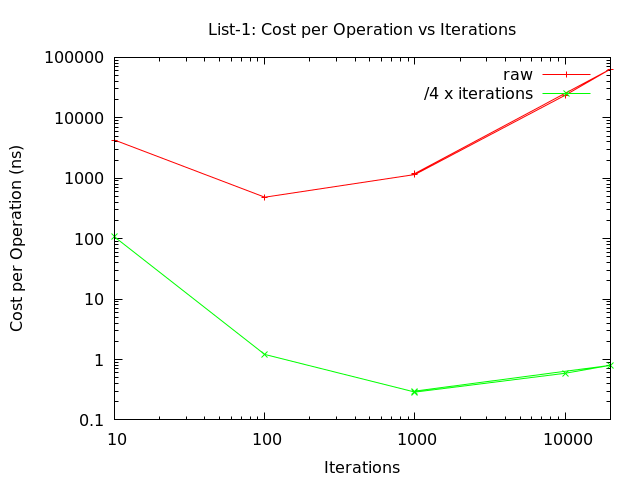 List-1: Cost per Operation vs Iterations
100000
10000
1000
100
10
1
0.1
Cost per Operation (ns)
raw
/4 x iterations
10 100 1000 10000
Iterations